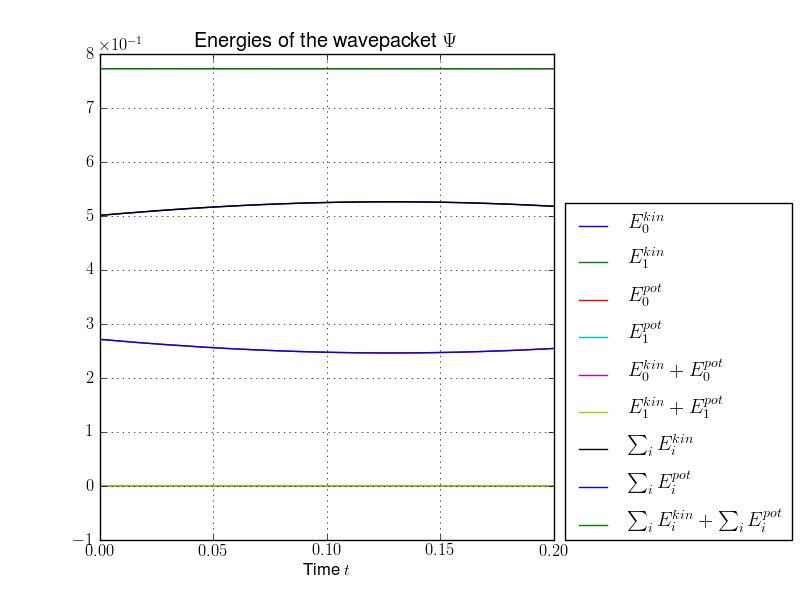 Energies of the wavepacket Ψ
×10⁻¹
8
7
6
5
4
3
2
1
0
−1
0.00 0.05 0.10 0.15 0.20
Time t
E₀^{kin}
E₁^{kin}
E₀^{pot}
E₁^{pot}
E₀^{kin} + E₀^{pot}
E₁^{kin} + E₁^{pot}
∑ᵢ Eᵢ^{kin}
∑ᵢ Eᵢ^{pot}
∑ᵢ Eᵢ^{kin} + ∑ᵢ Eᵢ^{pot}